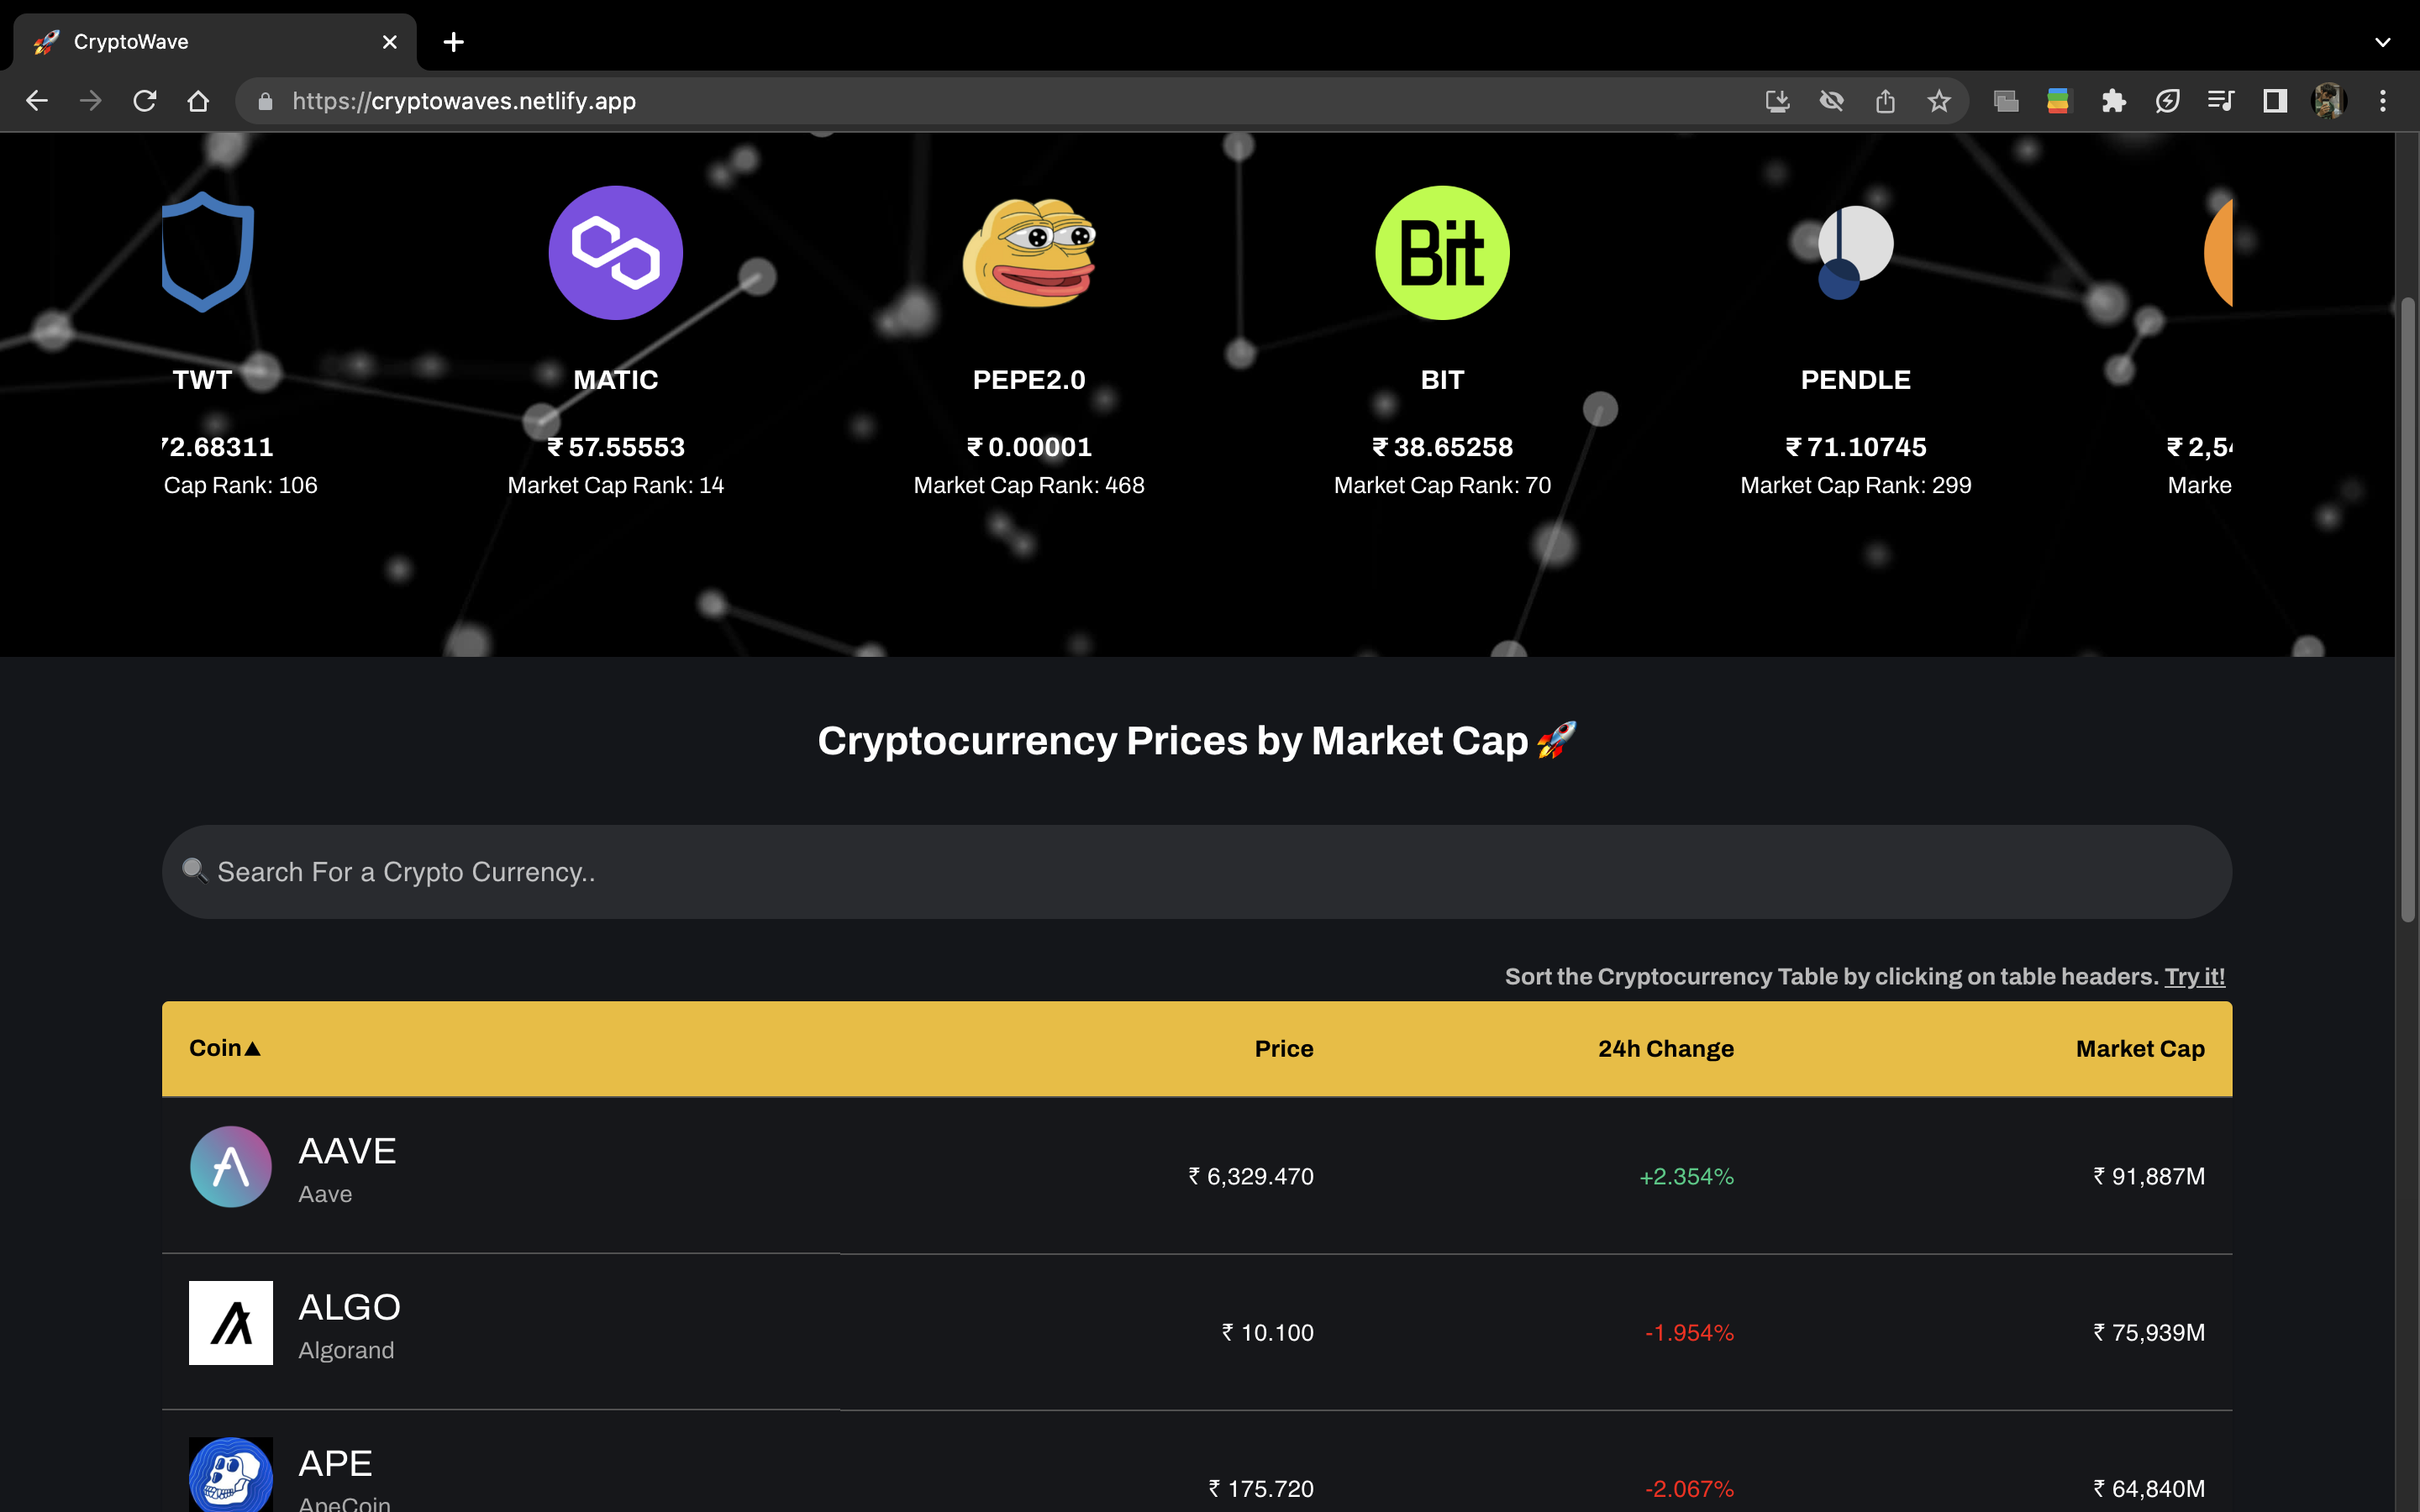 CryptoWave
https://cryptowaves.netlify.app
Bit
TWT MATIC PEPE2.0 BIT PENDLE
72.68311 ₹ 57.55553 ₹ 0.00001 ₹ 38.65258 ₹ 71.10745 ₹ 2,54
Cap Rank: 106 Market Cap Rank: 14 Market Cap Rank: 468 Market Cap Rank: 70 Market Cap Rank: 299 Marke
Cryptocurrency Prices by Market Cap 🚀
🔍 Search For a Crypto Currency..
Sort the Cryptocurrency Table by clicking on table headers. Try it!
Coin▲ Price 24h Change Market Cap
AAVE
Aave
₹ 6,329.470 +2.354% ₹ 91,887M
ALGO
Algorand
₹ 10.100 -1.954% ₹ 75,939M
APE
ApeCoin
₹ 175.720 -2.067% ₹ 64,840M